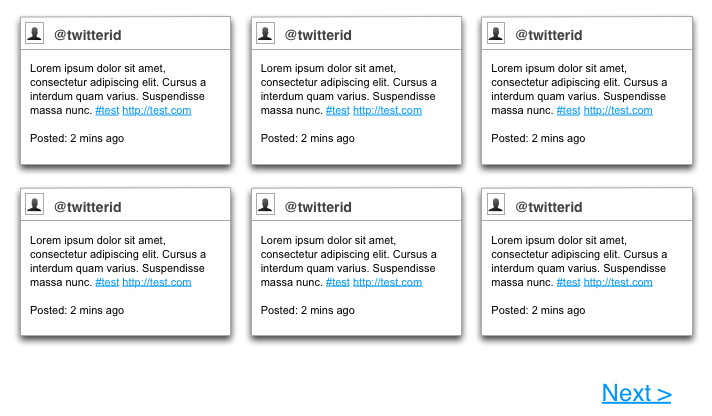 @twitterid
Lorem ipsum dolor sit amet,
consectetur adipiscing elit. Cursus a
interdum quam varius. Suspendisse
massa nunc. #test http://test.com
Posted: 2 mins ago
@twitterid
Lorem ipsum dolor sit amet,
consectetur adipiscing elit. Cursus a
interdum quam varius. Suspendisse
massa nunc. #test http://test.com
Posted: 2 mins ago
@twitterid
Lorem ipsum dolor sit amet,
consectetur adipiscing elit. Cursus a
interdum quam varius. Suspendisse
massa nunc. #test http://test.com
Posted: 2 mins ago
@twitterid
Lorem ipsum dolor sit amet,
consectetur adipiscing elit. Cursus a
interdum quam varius. Suspendisse
massa nunc. #test http://test.com
Posted: 2 mins ago
@twitterid
Lorem ipsum dolor sit amet,
consectetur adipiscing elit. Cursus a
interdum quam varius. Suspendisse
massa nunc. #test http://test.com
Posted: 2 mins ago
@twitterid
Lorem ipsum dolor sit amet,
consectetur adipiscing elit. Cursus a
interdum quam varius. Suspendisse
massa nunc. #test http://test.com
Posted: 2 mins ago
Next >